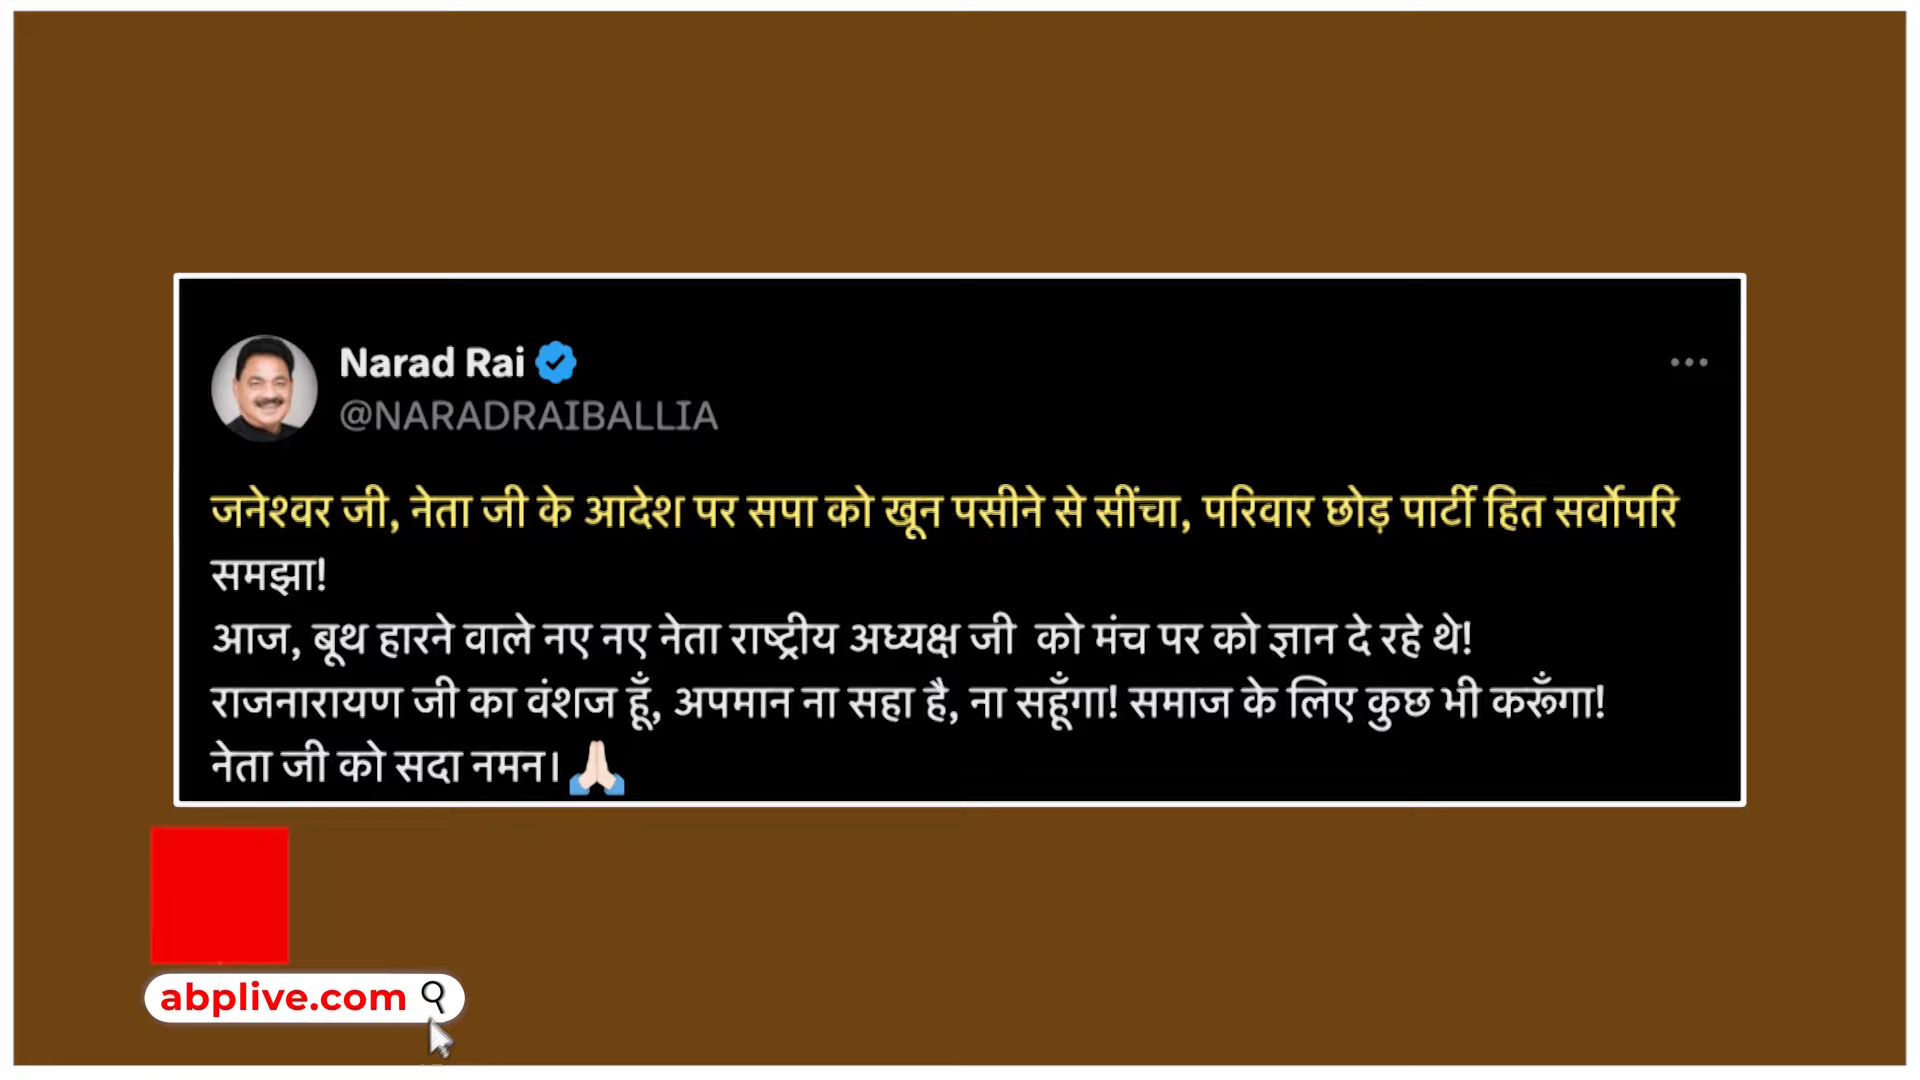 Narad Rai
@NARADRAIBALLIA
जनेश्वर जी, नेता जी के आदेश पर सपा को खून पसीने से सींचा, परिवार छोड़ पार्टी हित सर्वोपरि
समझा!
आज, बूथ हारने वाले नए नए नेता राष्ट्रीय अध्यक्ष जी को मंच पर को ज्ञान दे रहे थे!
राजनारायण जी का वंशज हूँ, अपमान ना सहा है, ना सहूँगा! समाज के लिए कुछ भी करूँगा!
नेता जी को सदा नमन। 🙏🏻
abplive.com